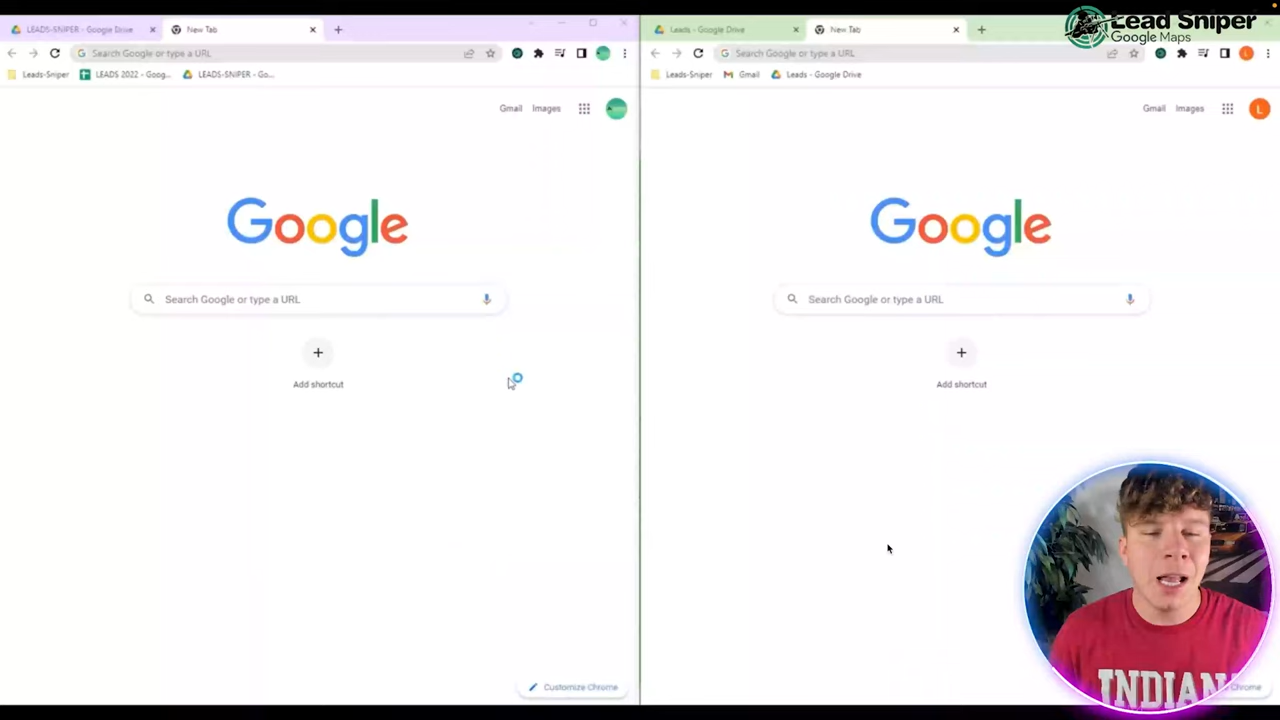 LEADS-SNIPER - Google Drive
New Tab
Search Google or type a URL
Leads-Sniper
LEADS 2022 - Goog...
LEADS-SNIPER - Go...
Gmail
Images
Google
Search Google or type a URL
Add shortcut
Customize Chrome
Leads - Google Drive
New Tab
Lead Sniper
Google Maps
Search Google or type a URL
L
Leads-Sniper
Gmail
Leads - Google Drive
Gmail
Images
L
Google
Search Google or type a URL
Add shortcut
Chrome
INDIAN